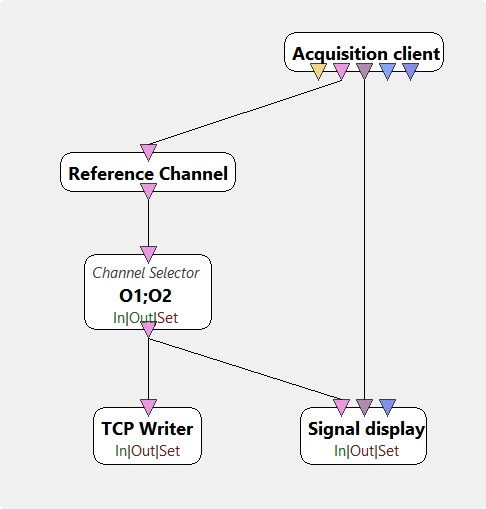 Acquisition client
Reference Channel
Channel Selector
O1;O2
In|Out|Set
TCP Writer
In|Out|Set
Signal display
In|Out|Set